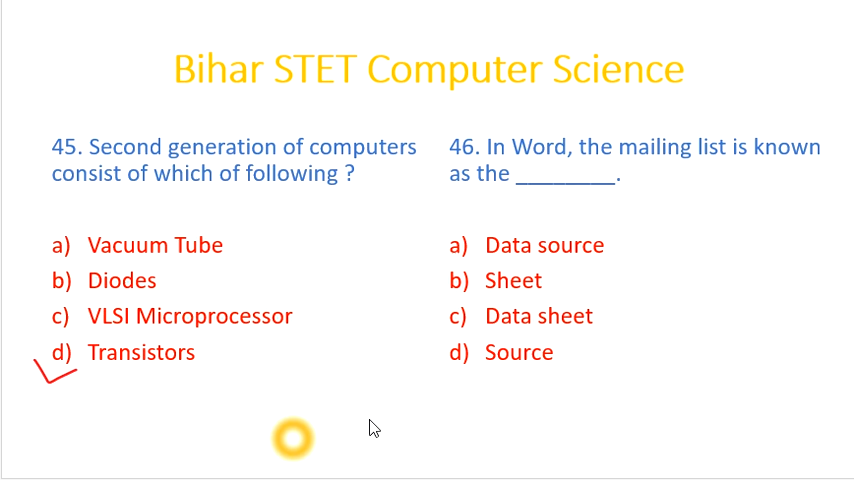 Bihar STET Computer Science
45. Second generation of computers
consist of which of following ?
a) Vacuum Tube
b) Diodes
c) VLSI Microprocessor
d) Transistors
46. In Word, the mailing list is known
as the _________.
a) Data source
b) Sheet
c) Data sheet
d) Source